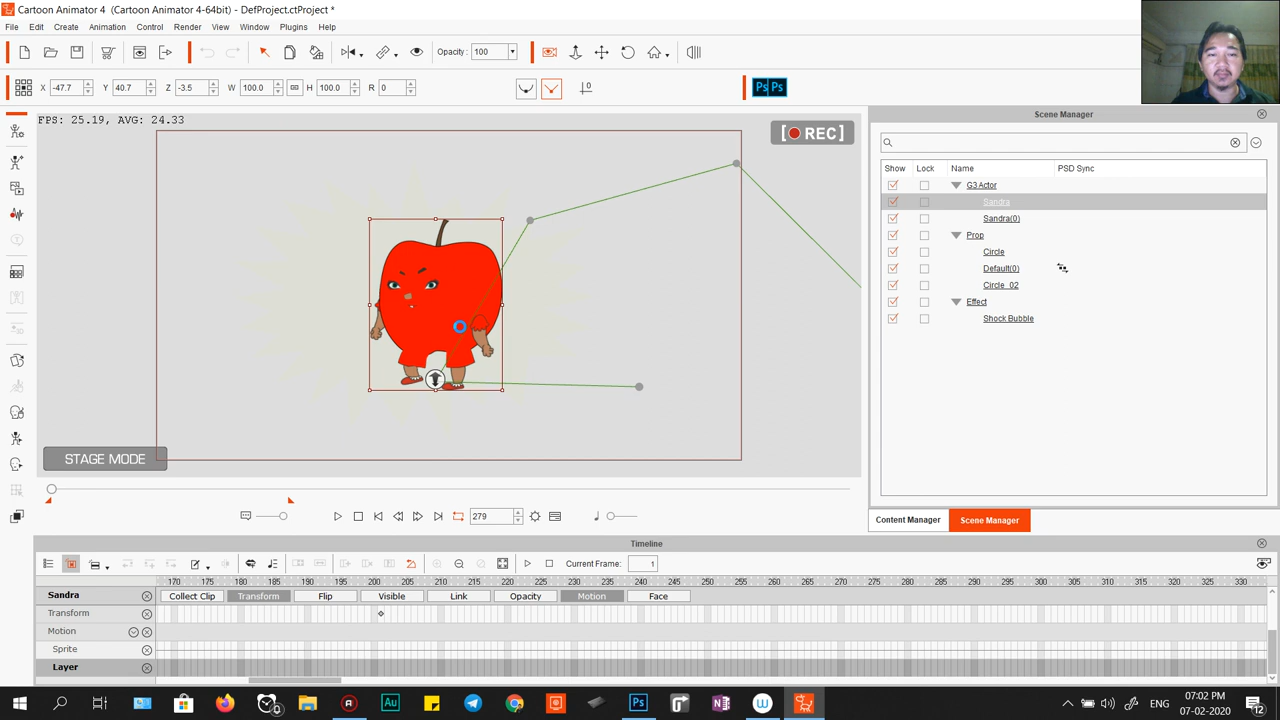 Cartoon Animator 4 (Cartoon Animator 4-64bit) - DefProject.ctProject *
File Edit Create Animation Control Render View Window Plugins Help
Opacity : 100
X -47.7 Y 40.7 Z -3.5 W 100.0 H 100.0 R 0
Ps Ps
FPS: 25.19, AVG: 24.33
[ REC ]
STAGE MODE
Scene Manager
Show Lock Name PSD Sync
G3 Actor
Sandra
Sandra(0)
Prop
Circle
Default(0)
Circle_02
Effect
Shock Bubble
279
Content Manager Scene Manager
Timeline
Current Frame: 1
170 175 180 185 190 195 200 205 210 215 220 225 230 235 240 245 250 255 260 265 270 275 280 285 290 295 300 305 310 315 320 325 330
Sandra Collect Clip Transform Flip Visible Link Opacity Motion Face
Transform
Motion
Sprite
Layer
Au Ps N W
ENG 07:02 PM
07-02-2020 12